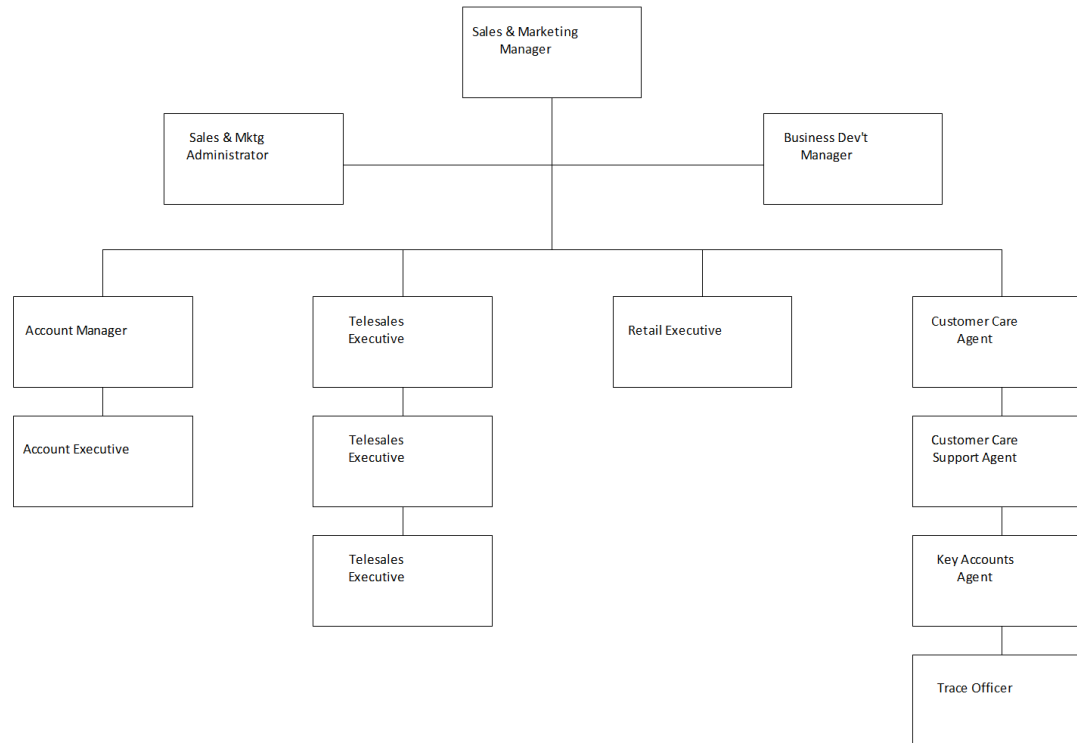 Sales & Marketing
Manager
Sales & Mktg
Administrator
Business Dev't
Manager
Account Manager
Telesales
Executive
Retail Executive
Customer Care
Agent
Account Executive
Telesales
Executive
Customer Care
Support Agent
Telesales
Executive
Key Accounts
Agent
Trace Officer